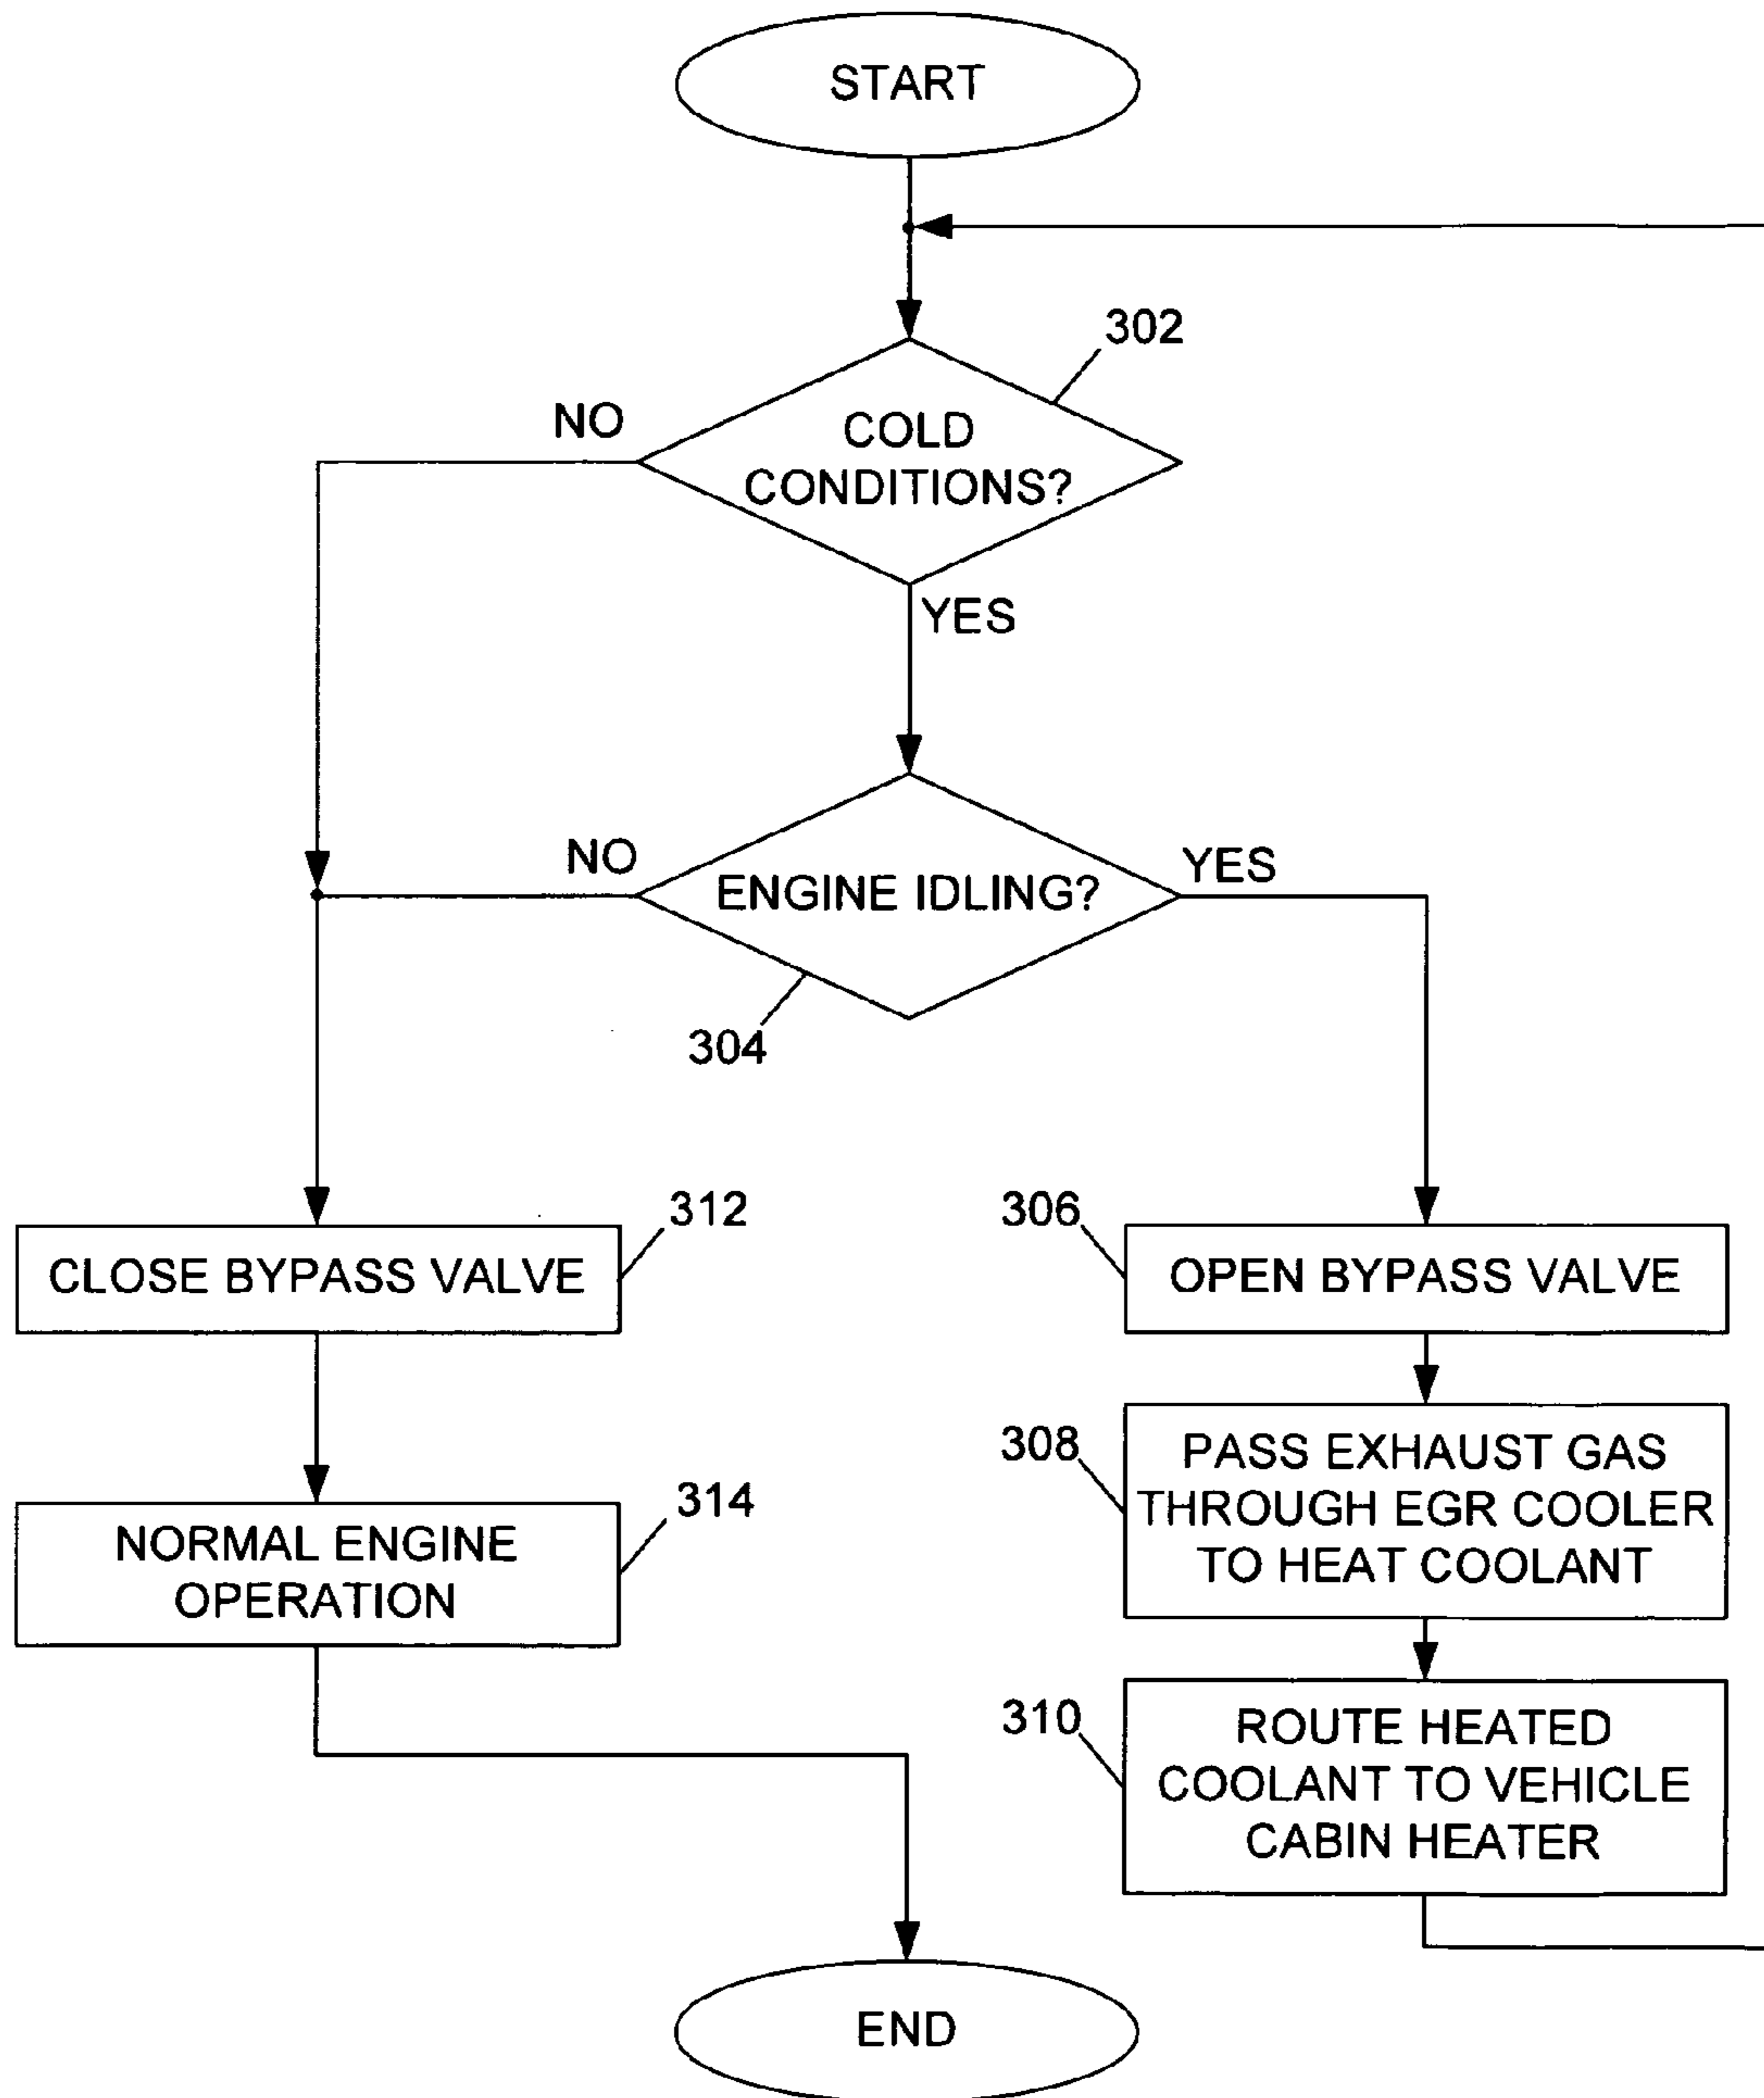 START
302
NO
COLD
CONDITIONS?
YES
NO
YES
ENGINE IDLING?
304
312
306
CLOSE BYPASS VALVE
OPEN BYPASS VALVE
308
PASS EXHAUST GAS
THROUGH EGR COOLER
TO HEAT COOLANT
314
NORMAL ENGINE
OPERATION
310
ROUTE HEATED
COOLANT TO VEHICLE
CABIN HEATER
END